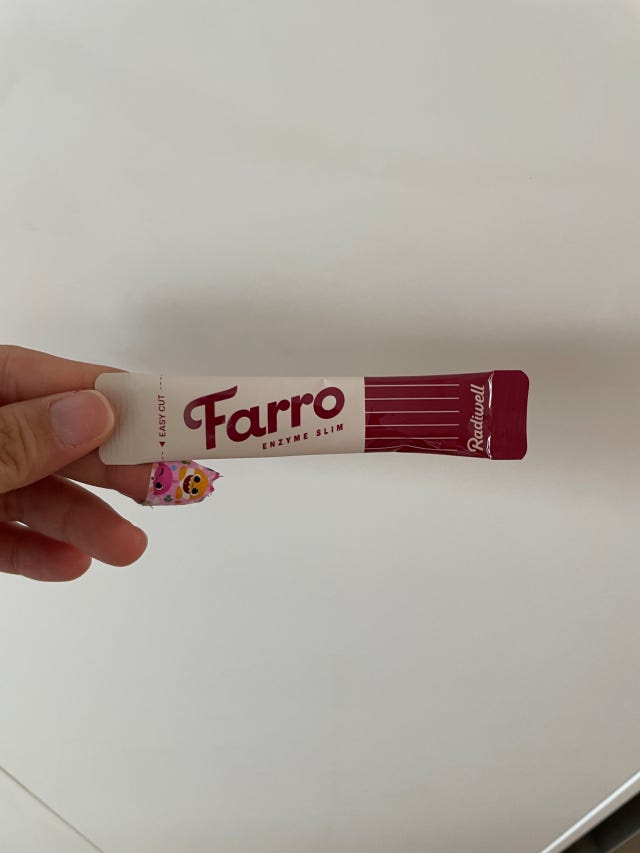 ◄ EASY CUT
Farro
ENZYME SLIM
Radiwell